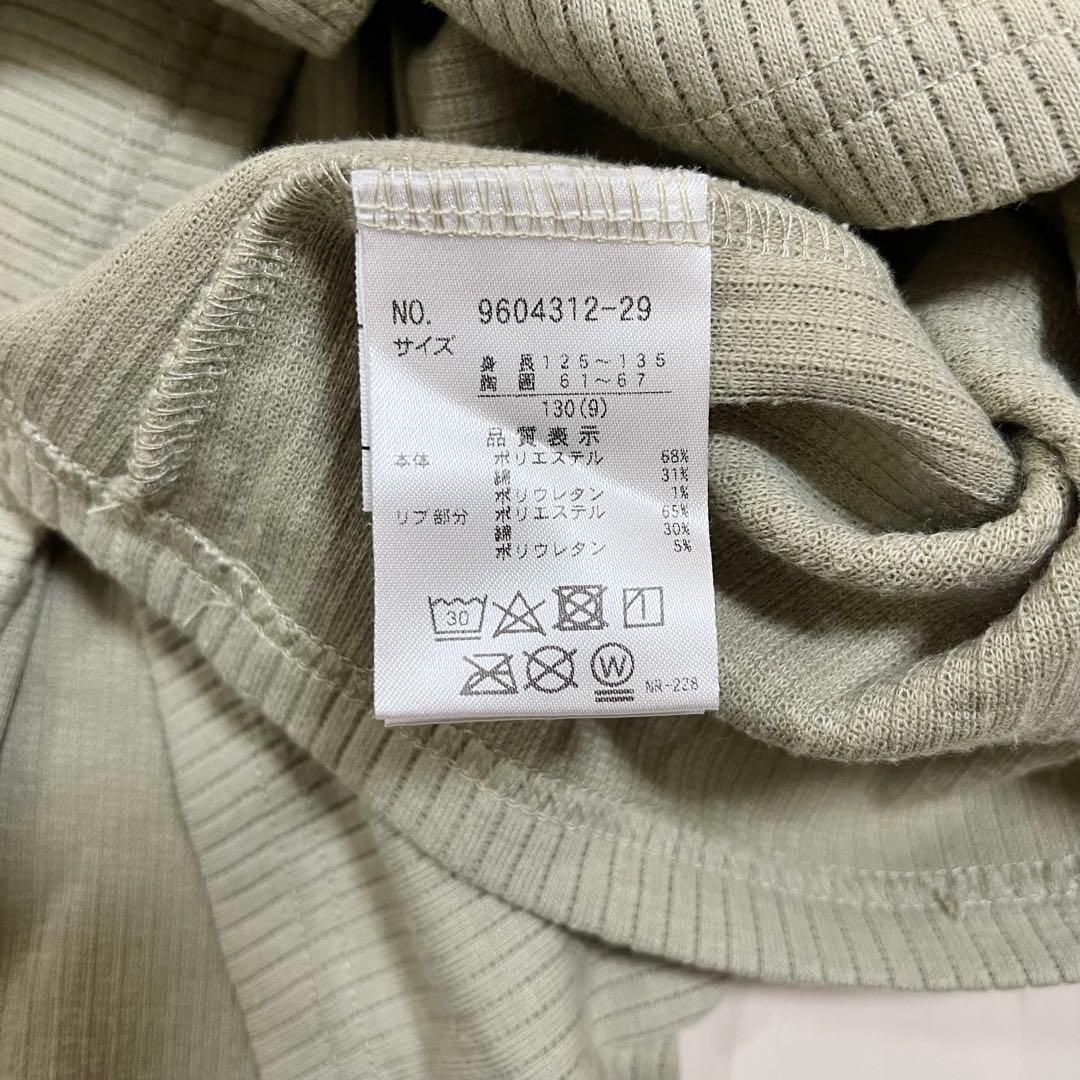 NO. 9604312-29
サイズ
身長125～135
胸囲 61～67
130(9)
品質表示
本体 ポリエステル 68%
綿 31%
ポリウレタン 1%
リブ部分 ポリエステル 65%
綿 30%
ポリウレタン 5%
30
W
NR-228